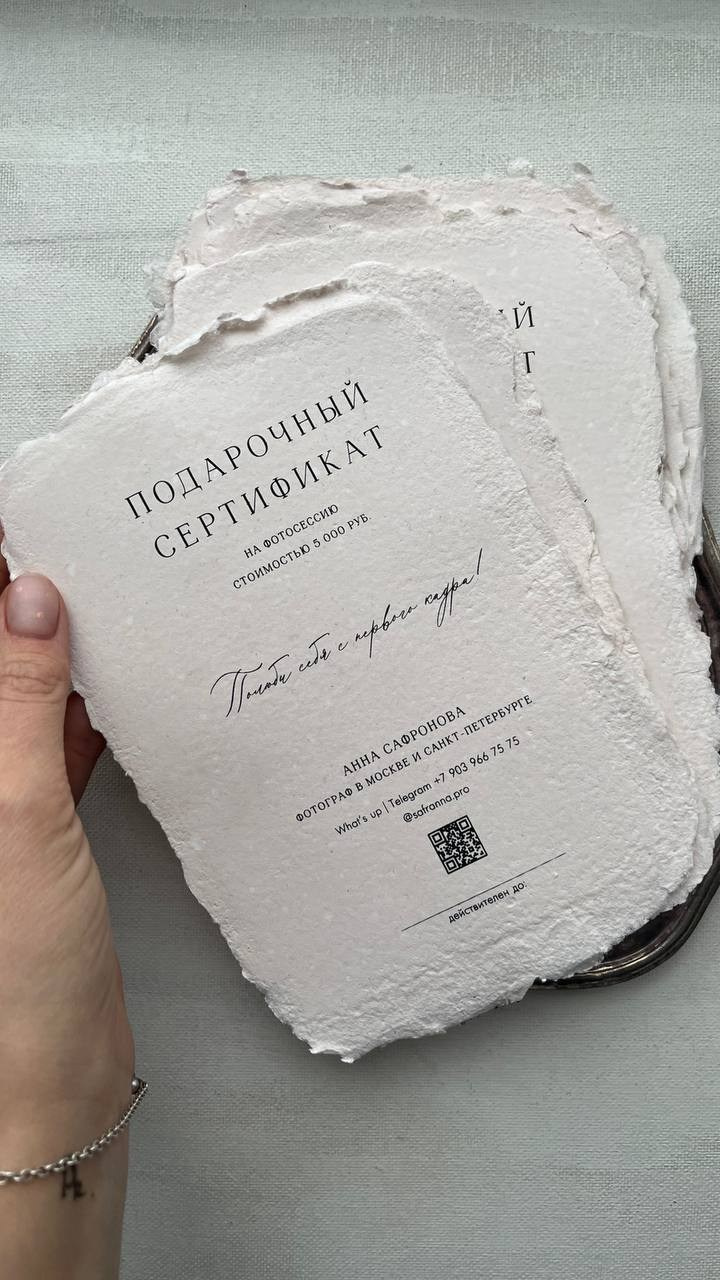 ПОДАРОЧНЫЙ
СЕРТИФИКАТ
НА ФОТОСЕССИЮ
СТОИМОСТЬЮ 5 000 РУБ.
Полюби себя с первого кадра!
АННА САФРОНОВА
ФОТОГРАФ В МОСКВЕ И САНКТ-ПЕТЕРБУРГЕ
What's up | Telegram +7 903 966 75 75
@safranna.pro
действителен до:
ЫЙ
Т